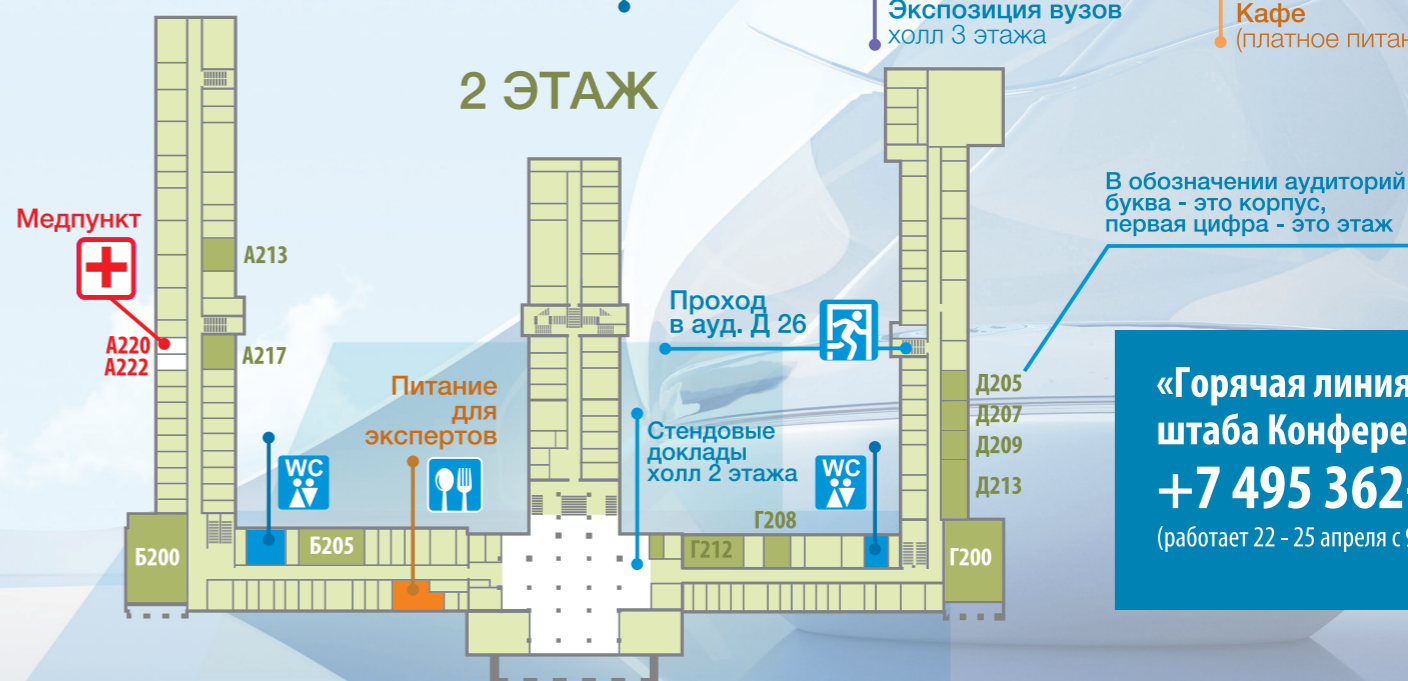 Экспозиция вузов
холл 3 этажа
Кафе
(платное питан
2 ЭТАЖ
В обозначении аудиторий
буква - это корпус,
первая цифра - это этаж
Медпункт
А213
А220
А222
А217
Проход
в ауд. Д 26
Питание
для
экспертов
Стендовые
доклады
холл 2 этажа
WC
WC
Д205
Д207
Д209
Д213
Б200
Б205
Г208
Г212
Г200
«Горячая линия
штаба Конфере
+7 495 362-
(работает 22 - 25 апреля с 9